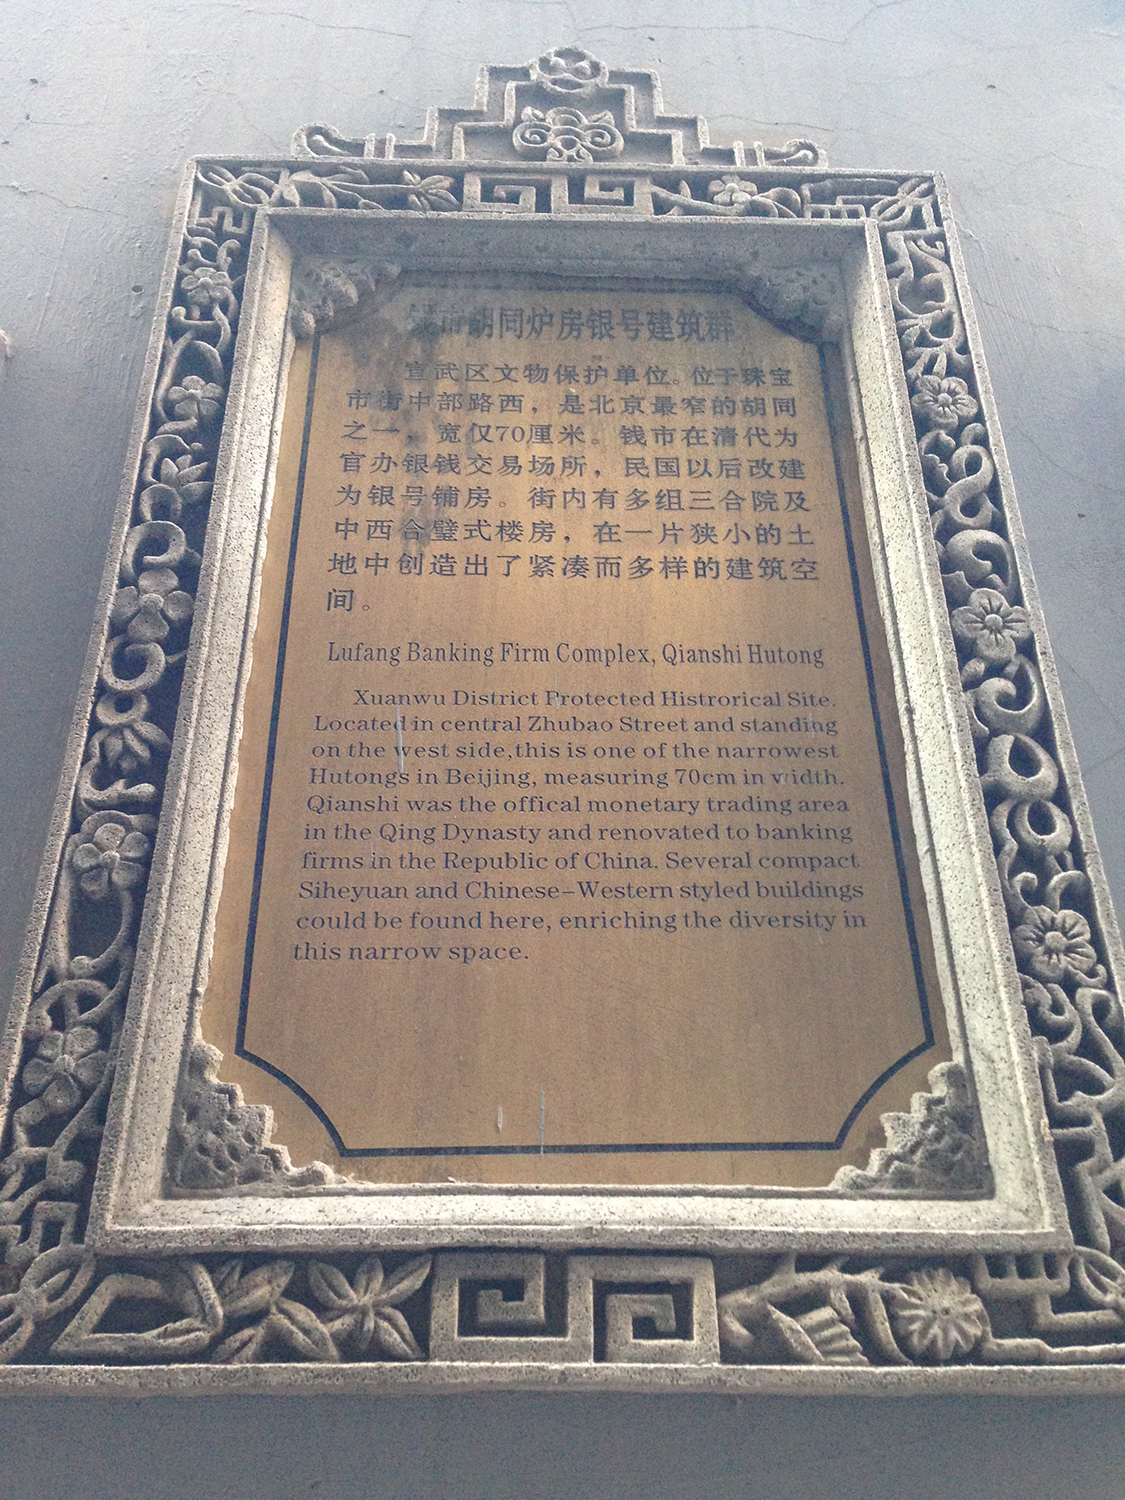 钱市胡同炉房银号建筑群
宣武区文物保护单位。位于珠宝
市街中部路西，是北京最窄的胡同
之一，宽仅70厘米。钱市在清代为
官办银钱交易场所，民国以后改建
为银号铺房。街内有多组三合院及
中西合璧式楼房，在一片狭小的土
地中创造出了紧凑而多样的建筑空
间。
Lufang Banking Firm Complex, Qianshi Hutong
Xuanwu District Protected Histrorical Site.
Located in central Zhubao Street and standing
on the west side,this is one of the narrowest
Hutongs in Beijing, measuring 70cm in width.
Qianshi was the offical monetary trading area
in the Qing Dynasty and renovated to banking
firms in the Republic of China. Several compact
Siheyuan and Chinese-Western styled buildings
could be found here, enriching the diversity in
this narrow space.